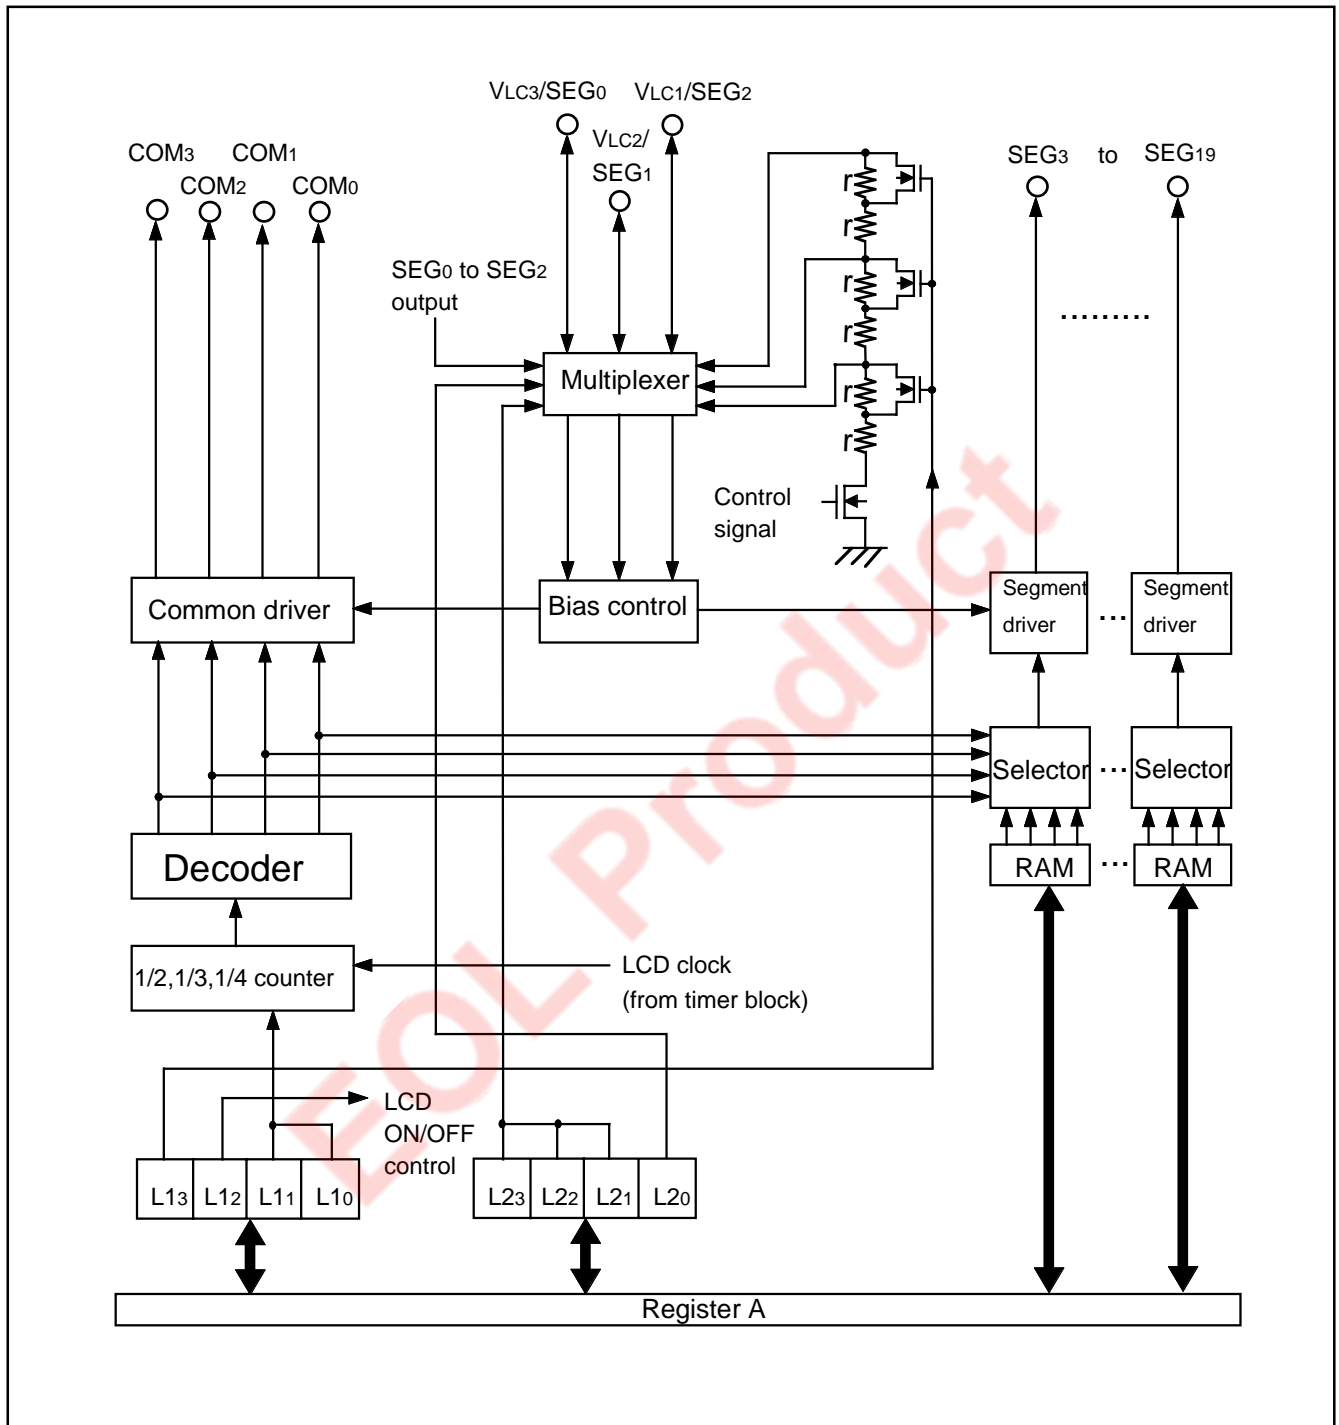 VLC3/SEG0 VLC1/SEG2
VLC2/
SEG1
COM3 COM1
COM2 COM0
SEG3 to SEG19
SEG0 to SEG2
output
r
r
r
r
r
r
Multiplexer
Control
signal
Common driver
Bias control
Segment
driver
...
Segment
driver
Selector ... Selector
RAM ... RAM
Decoder
1/2,1/3,1/4 counter
LCD clock
(from timer block)
LCD
ON/OFF
control
L13 L12 L11 L10
L23 L22 L21 L20
Register A
EOL Product